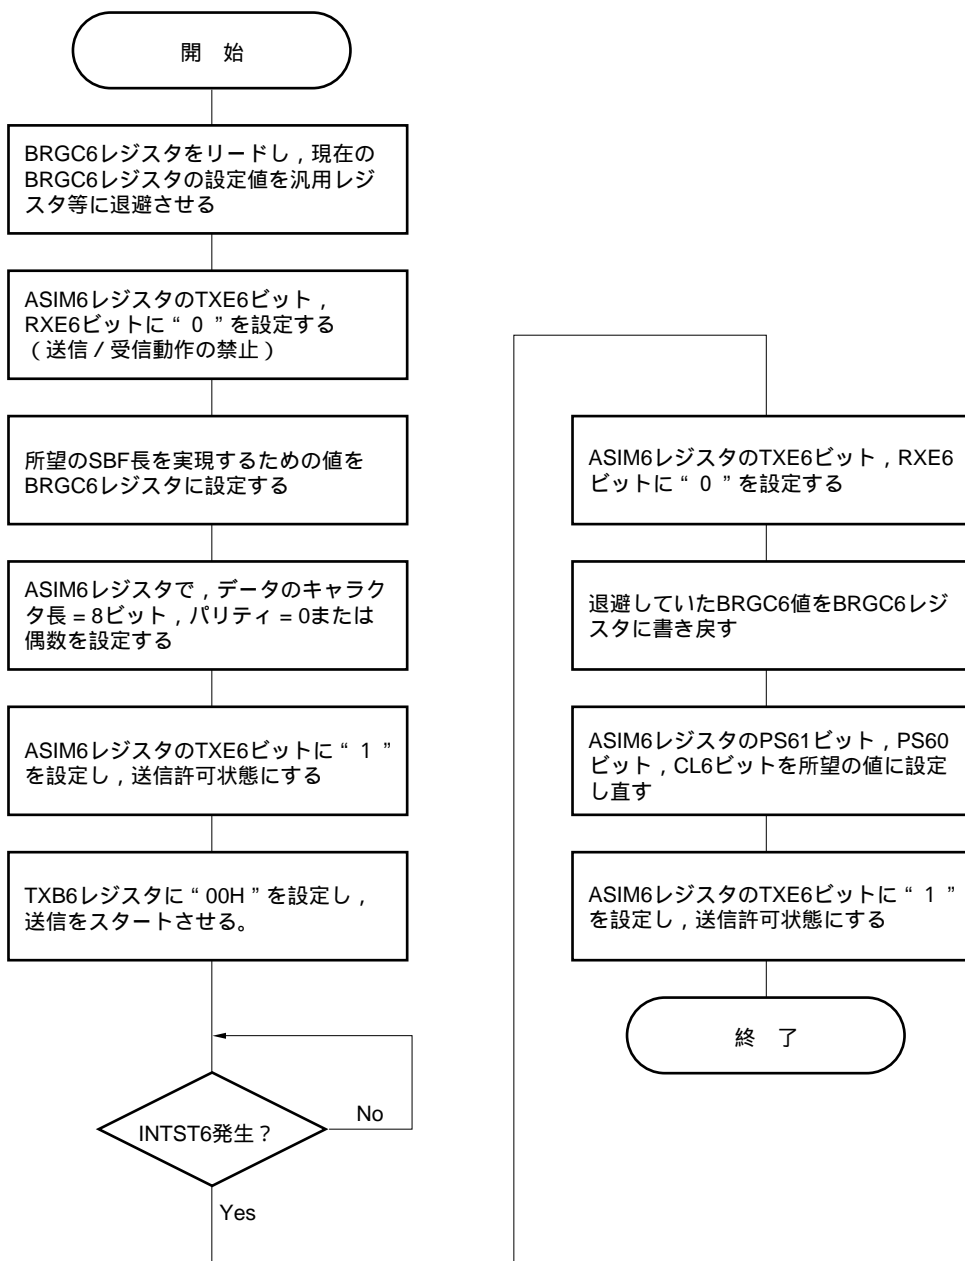 開　始
BRGC6レジスタをリードし，現在の
BRGC6レジスタの設定値を汎用レジ
スタ等に退避させる
ASIM6レジスタのTXE6ビット，
RXE6ビットに“０”を設定する
（送信／受信動作の禁止）
所望のSBF長を実現するための値を
BRGC6レジスタに設定する
ASIM6レジスタで，データのキャラク
タ長 = 8ビット，パリティ = 0または
偶数を設定する
ASIM6レジスタのTXE6ビットに“１”
を設定し，送信許可状態にする
TXB6レジスタに“00H”を設定し，
送信をスタートさせる。
INTST6発生？
No
Yes
ASIM6レジスタのTXE6ビット，RXE6
ビットに“０”を設定する
退避していたBRGC6値をBRGC6レジ
スタに書き戻す
ASIM6レジスタのPS61ビット，PS60
ビット，CL6ビットを所望の値に設定
し直す
ASIM6レジスタのTXE6ビットに“１”
を設定し，送信許可状態にする
終　了